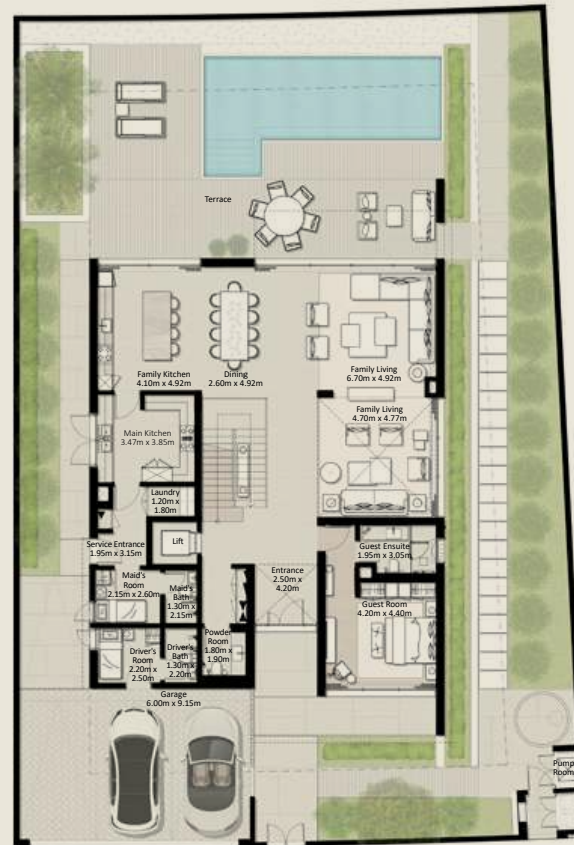 Terrace
Family Kitchen
4.10m x 4.92m
Dining
2.60m x 4.92m
Family Living
6.70m x 4.92m
Family Living
4.70m x 4.77m
Main Kitchen
3.47m x 3.85m
Laundry
1.20m x
1.80m
Lift
Service Entrance
1.95m x 3.15m
Guest Ensuite
1.95m x 3.05m
Maid's
Room
2.15m x 2.60m
Maid's
Bath
1.30m x
2.15m
Entrance
2.50m x
4.20m
Guest Room
4.20m x 4.40m
Driver's
Room
2.20m x
2.50m
Driver's
Bath
1.30m x
2.20m
Powder
Room
1.80m x
1.90m
Garage
6.00m x 9.15m
Pump
Room